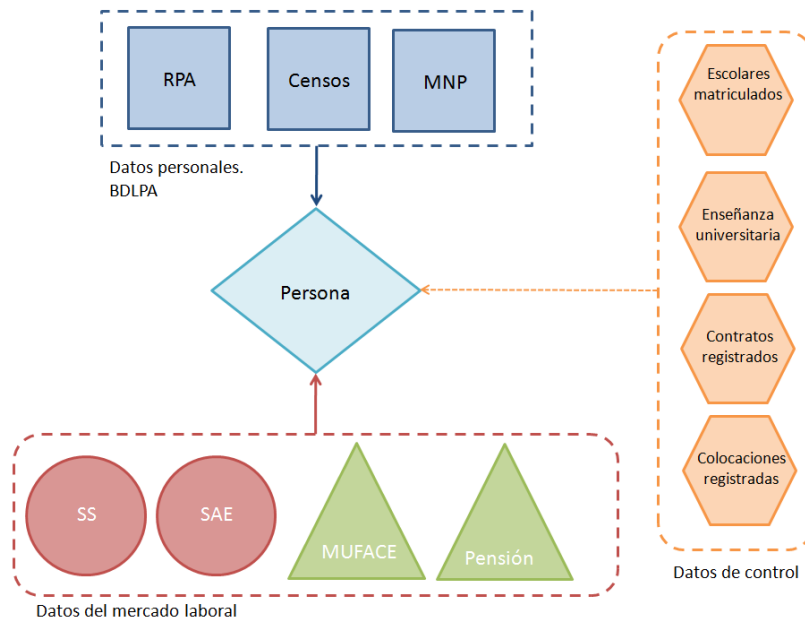 RPA
Censos
MNP
Datos personales.
BDLPA
Persona
SS
SAE
MUFACE
Pensión
Datos del mercado laboral
Escolares
matriculados
Enseñanza
universitaria
Contratos
registrados
Colocaciones
registradas
Datos de control